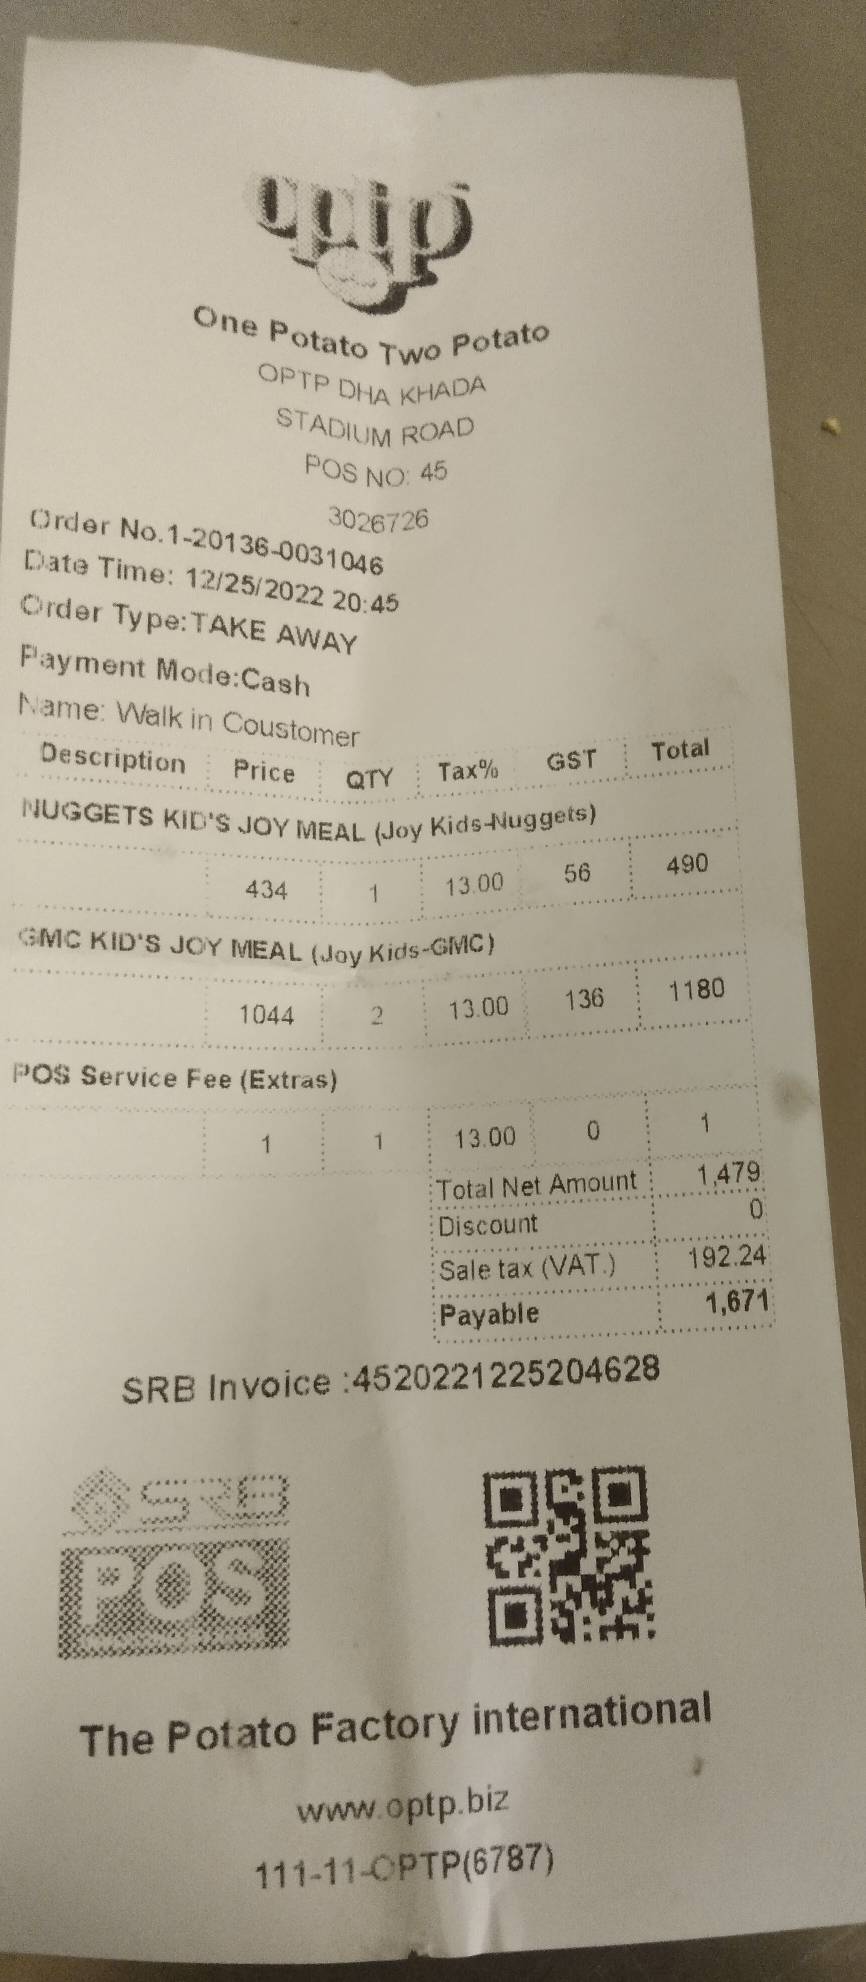 optp
One Potato Two Potato
OPTP DHA KHADA
STADIUM ROAD
POS NO: 45
3026726
Order No.1-20136-0031046
Date Time: 12/25/2022 20:45
Order Type:TAKE AWAY
Payment Mode:Cash
Name: Walk in Coustomer
Description Price QTY Tax% GST Total
NUGGETS KID'S JOY MEAL (Joy Kids-Nuggets)
434 1 13.00 56 490
GMC KID'S JOY MEAL (Joy Kids-GMC)
1044 2 13.00 136 1180
POS Service Fee (Extras)
1 1 13.00 0 1
Total Net Amount 1,479
Discount 0
Sale tax (VAT.) 192.24
Payable 1,671
SRB Invoice :4520221225204628
SRB
POS
The Potato Factory international
www.optp.biz
111-11-OPTP(6787)